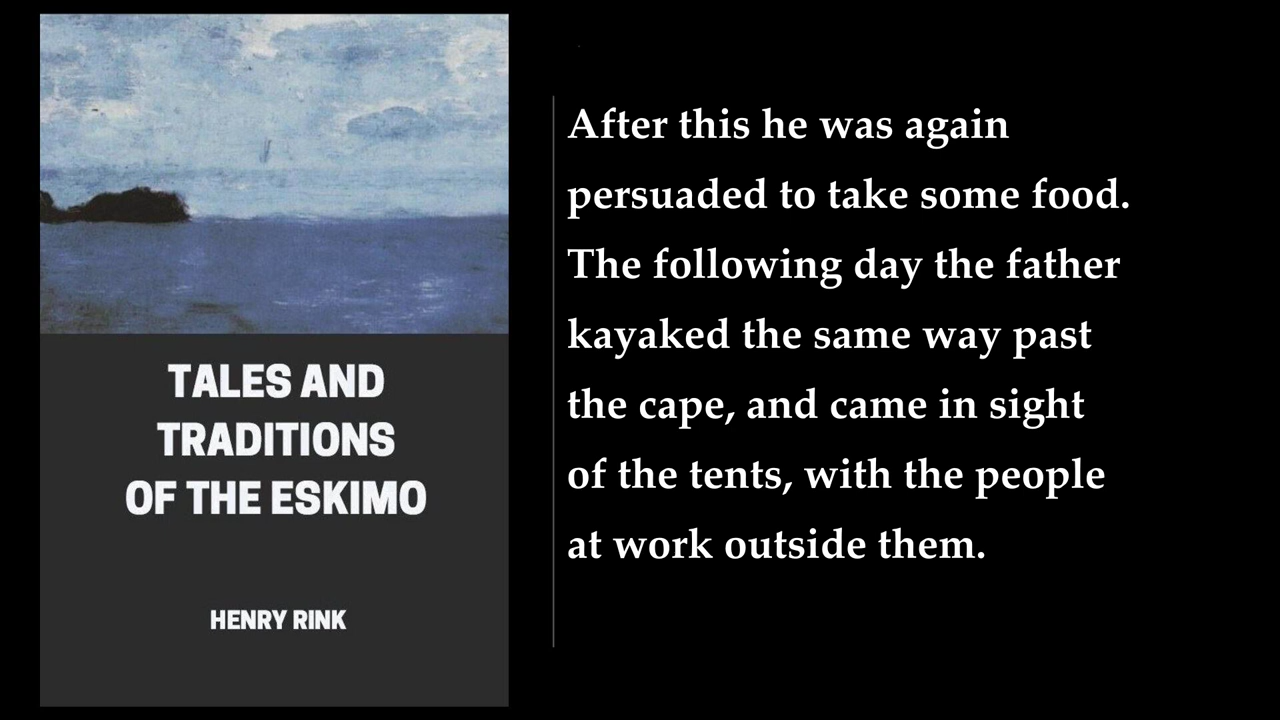 TALES AND
TRADITIONS
OF THE ESKIMO
HENRY RINK
After this he was again
persuaded to take some food.
The following day the father
kayaked the same way past
the cape, and came in sight
of the tents, with the people
at work outside them.